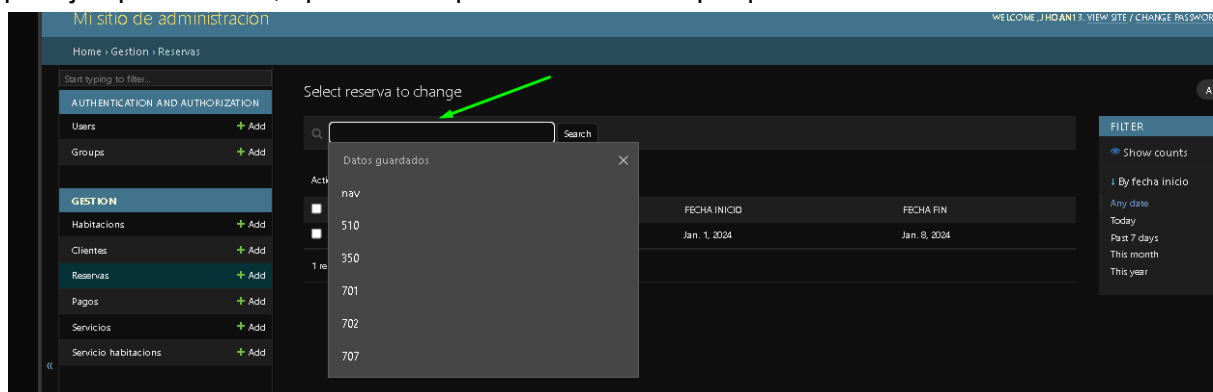 Mi sitio de administración
WELCOME, JHOAN13. VIEW SITE / CHANGE PASSWOR
Home › Gestion › Reservas
Start typing to filter...
AUTHENTICATION AND AUTHORIZATION
Users + Add
Groups + Add
GESTION
Habitacions + Add
Clientes + Add
Reservas + Add
Pagos + Add
Servicios + Add
Servicio habitacions + Add
«
Select reserva to change
A
Search
Datos guardados ×
nav
510
350
701
702
707
Acti
FECHA INICIO FECHA FIN
Jan. 1, 2024 Jan. 8, 2024
1 re
FILTER
Show counts
↓ By fecha inicio
Any date
Today
Past 7 days
This month
This year